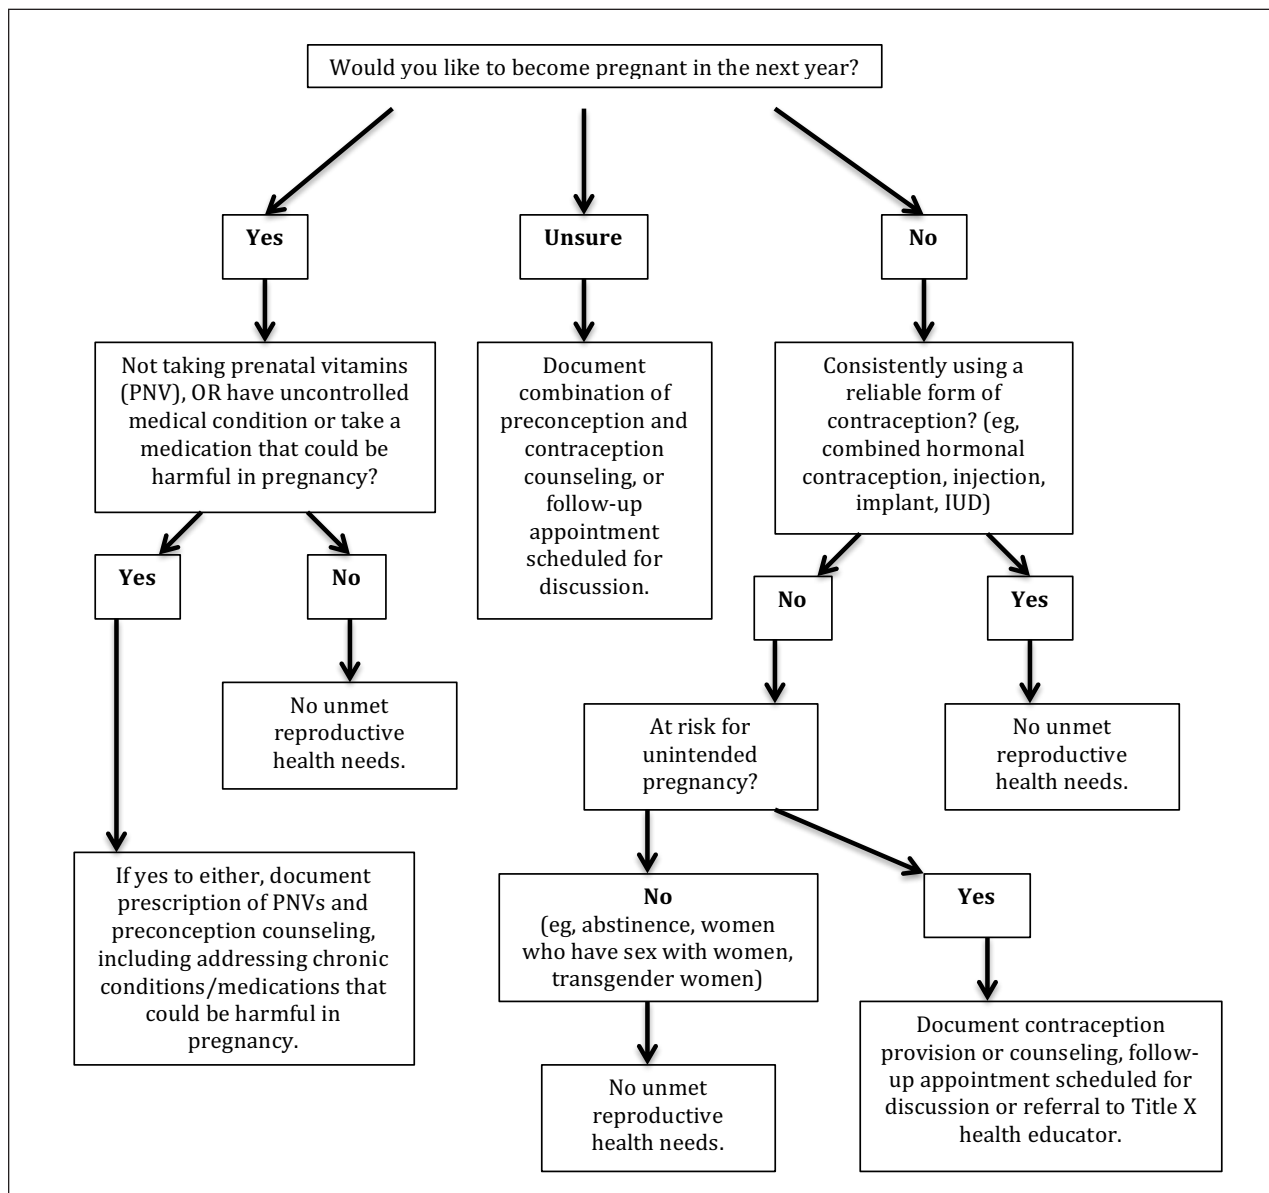 Would you like to become pregnant in the next year?
Yes
Unsure
No
Not taking prenatal vitamins
(PNV), OR have uncontrolled
medical condition or take a
medication that could be
harmful in pregnancy?
Document
combination of
preconception and
contraception
counseling, or
follow-up
appointment
scheduled for
discussion.
Consistently using a
reliable form of
contraception? (eg,
combined hormonal
contraception, injection,
implant, IUD)
Yes
No
No
Yes
No unmet
reproductive
health needs.
At risk for
unintended
pregnancy?
No unmet
reproductive
health needs.
If yes to either, document
prescription of PNVs and
preconception counseling,
including addressing chronic
conditions/medications that
could be harmful in
pregnancy.
No
(eg, abstinence, women
who have sex with women,
transgender women)
Yes
No unmet
reproductive
health needs.
Document contraception
provision or counseling, follow-
up appointment scheduled for
discussion or referral to Title X
health educator.